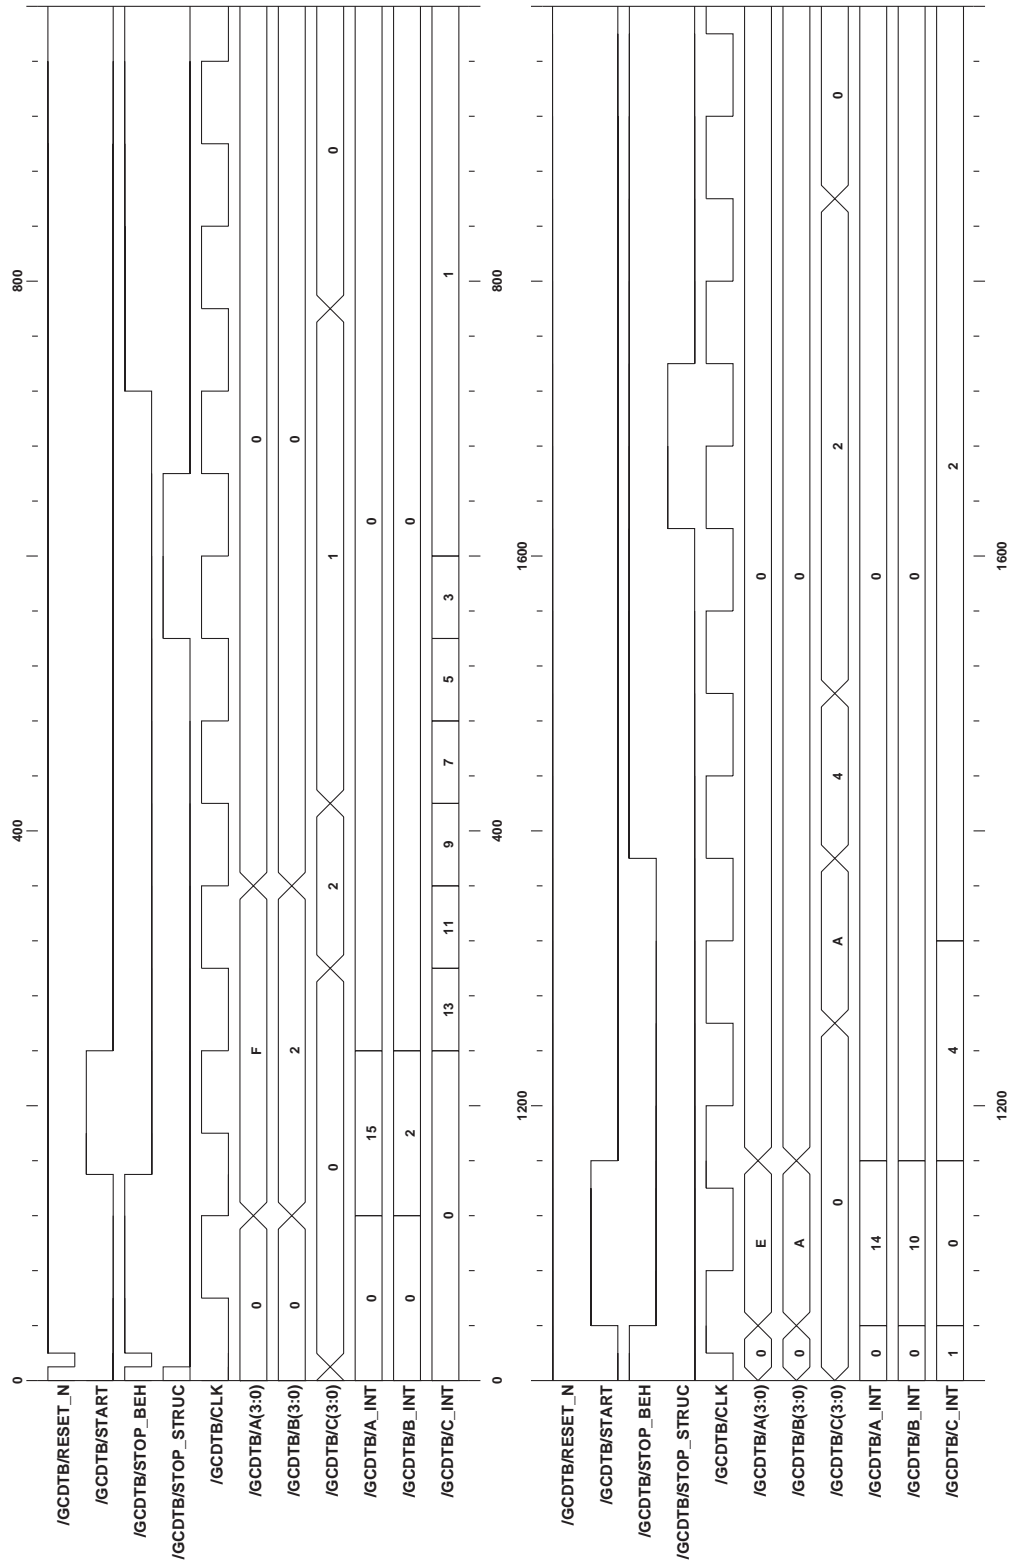 0 400 800
/GCDTB/RESET_N
/GCDTB/START
/GCDTB/STOP_BEH
/GCDTB/STOP_STRUC
/GCDTB/CLK
/GCDTB/A(3:0) 0 F 0
/GCDTB/B(3:0) 0 2 0
/GCDTB/C(3:0) 0 2 1 0
/GCDTB/A_INT 0 15 0
/GCDTB/B_INT 0 2 0
/GCDTB/C_INT 0 13 11 9 7 5 3 1
0 400 800
1200 1600
/GCDTB/RESET_N
/GCDTB/START
/GCDTB/STOP_BEH
/GCDTB/STOP_STRUC
/GCDTB/CLK
/GCDTB/A(3:0) 0 E 0
/GCDTB/B(3:0) 0 A 0
/GCDTB/C(3:0) 0 A 4 2 0
/GCDTB/A_INT 0 14 0
/GCDTB/B_INT 0 10 0
/GCDTB/C_INT 1 0 4 2
1200 1600